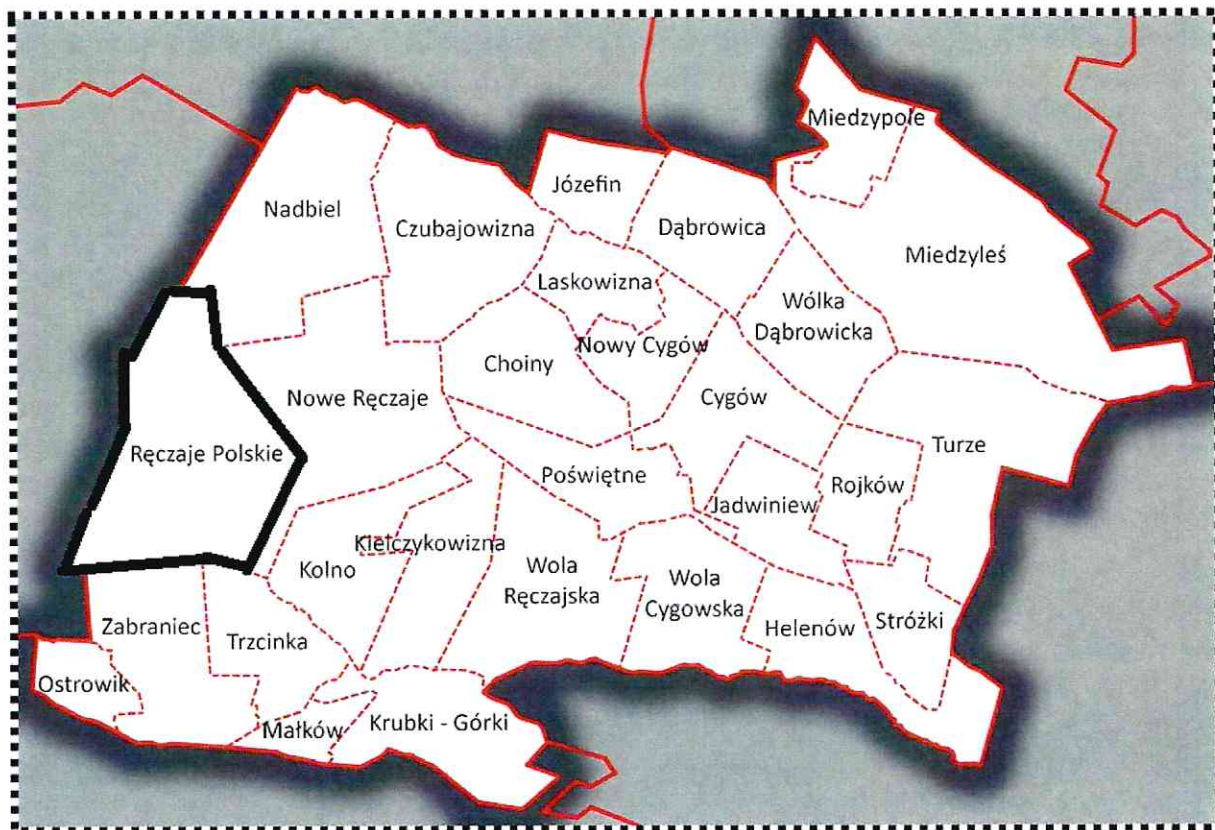 Miedzypole
Józefin
Nadbiel
Czubajowizna
Dąbrowica
Miedzyleś
Laskowizna
Wólka
Dąbrowicka
Nowy Cygów
Choiny
Nowe Ręczaje
Cygów
Ręczaje Polskie
Turze
Poświętne
Rojków
Jadwiniew
Kiełczykowizna
Kolno
Wola
Ręczajska
Wola
Cygowska
Zabraniec
Trzcinka
Helenów
Stróżki
Ostrowik
Małków
Krubki - Górki